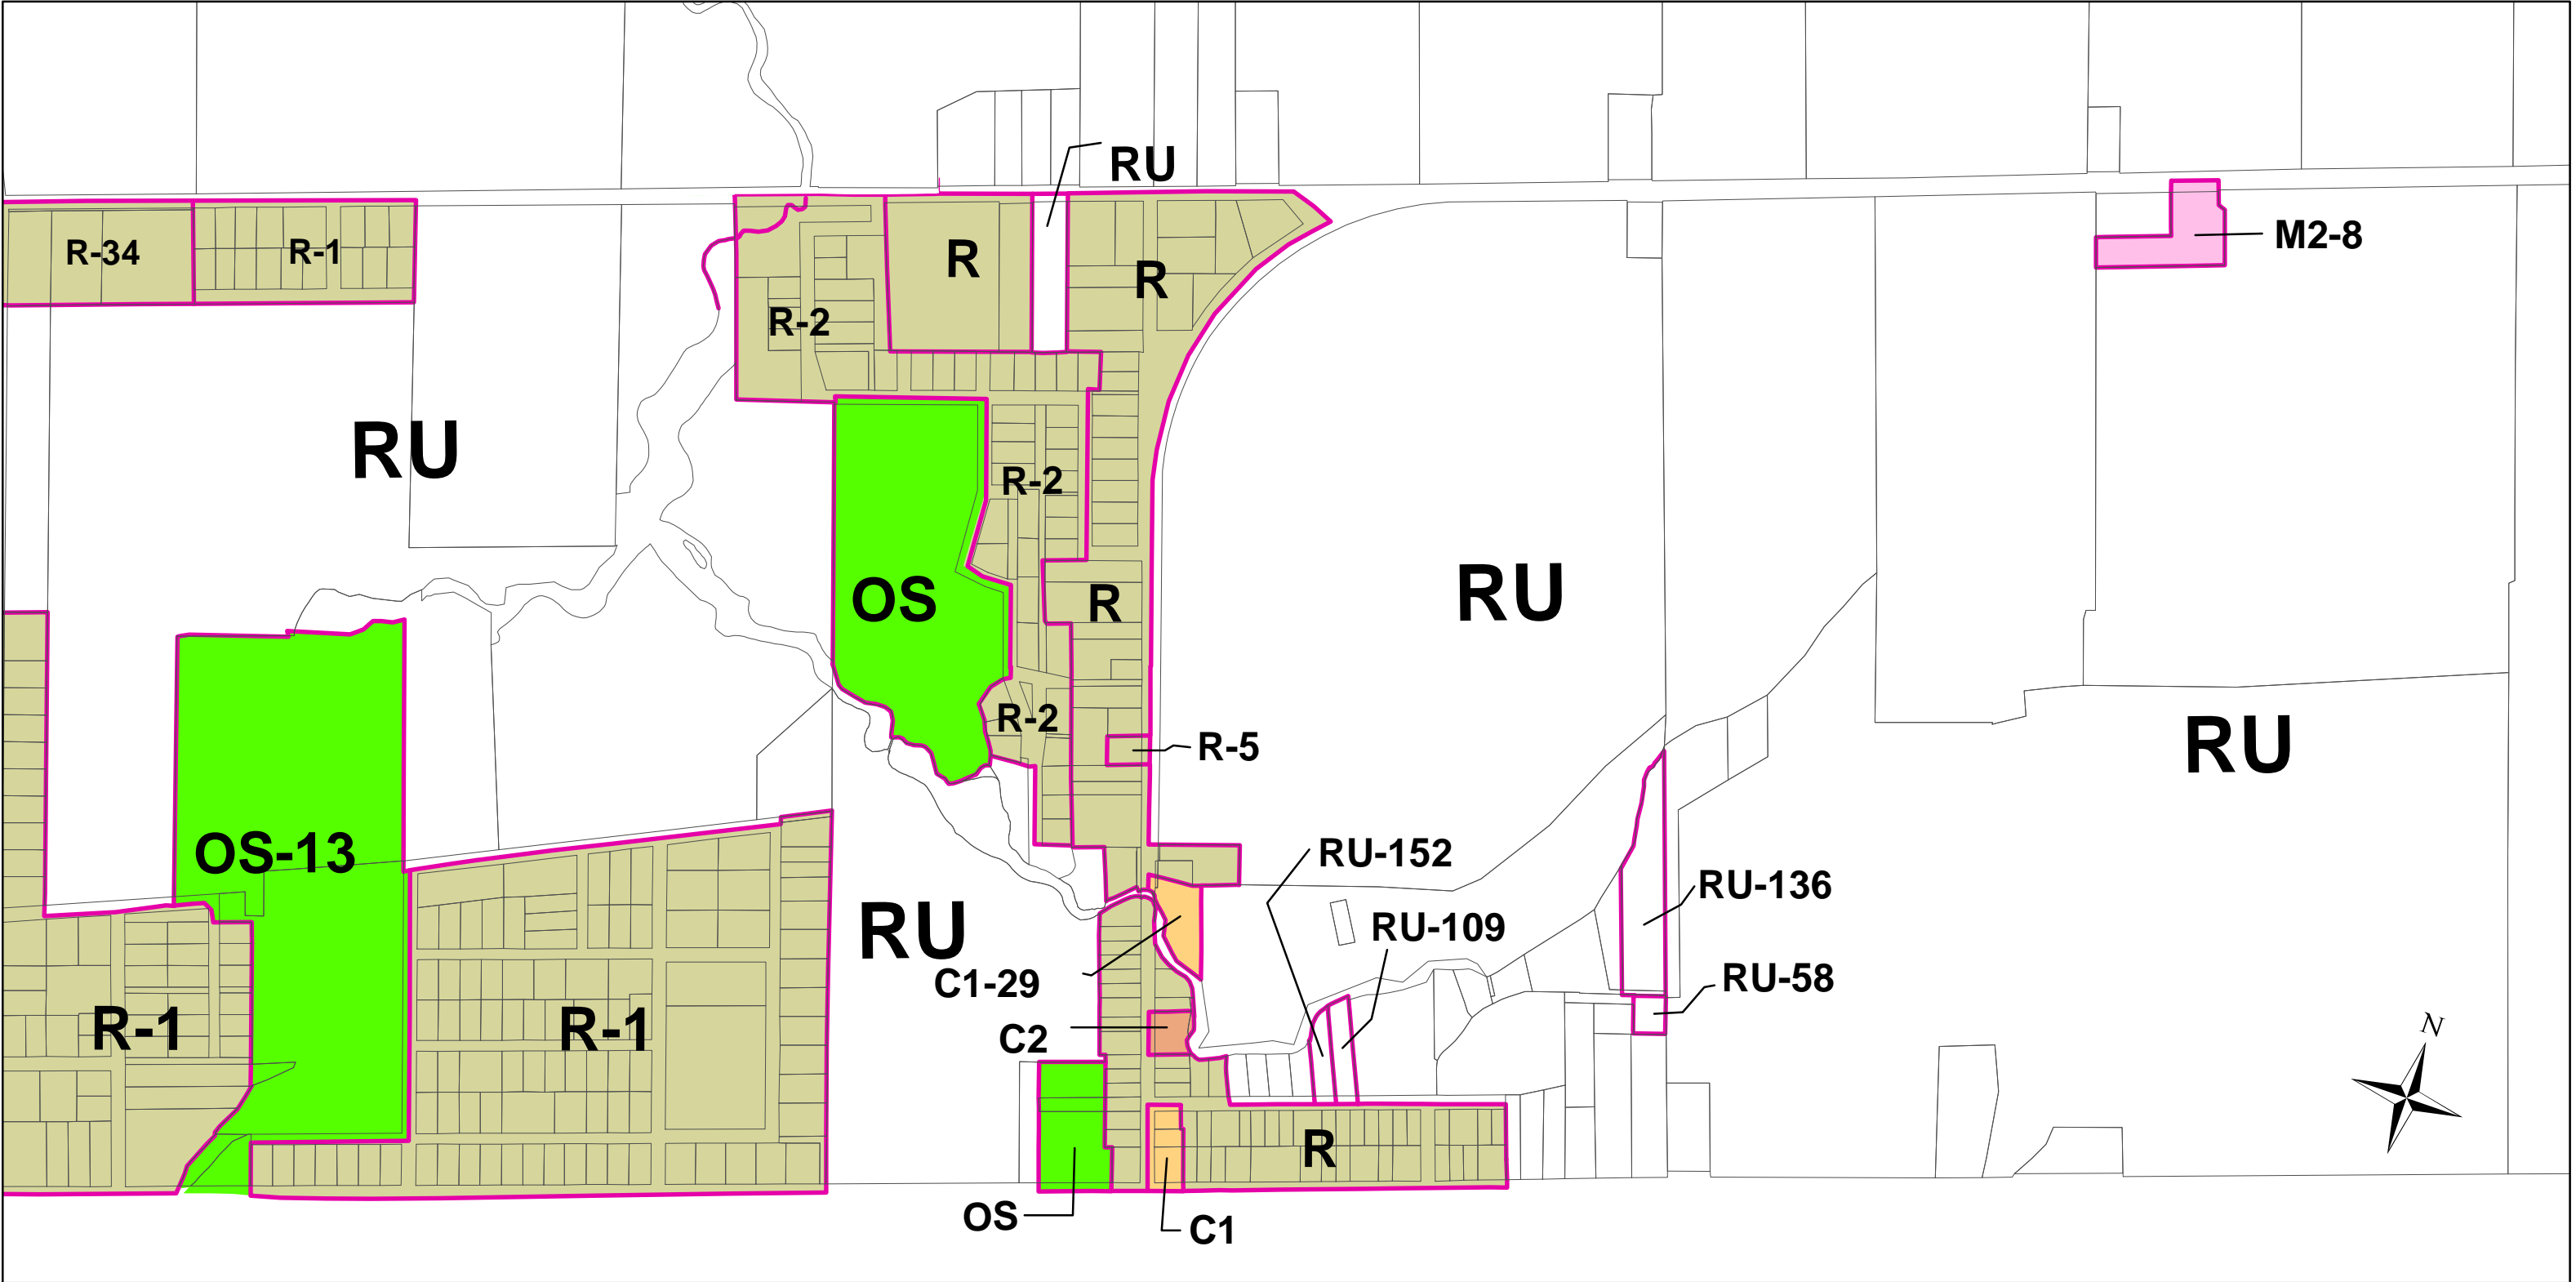 RU
M2-8
R-34
R-1
R
R
R-2
RU
R-2
OS
RU
R
R-2
R-5
RU
OS-13
RU-152
RU-136
RU
RU-109
C1-29
RU-58
R-1
R-1
C2
N
R
OS
C1